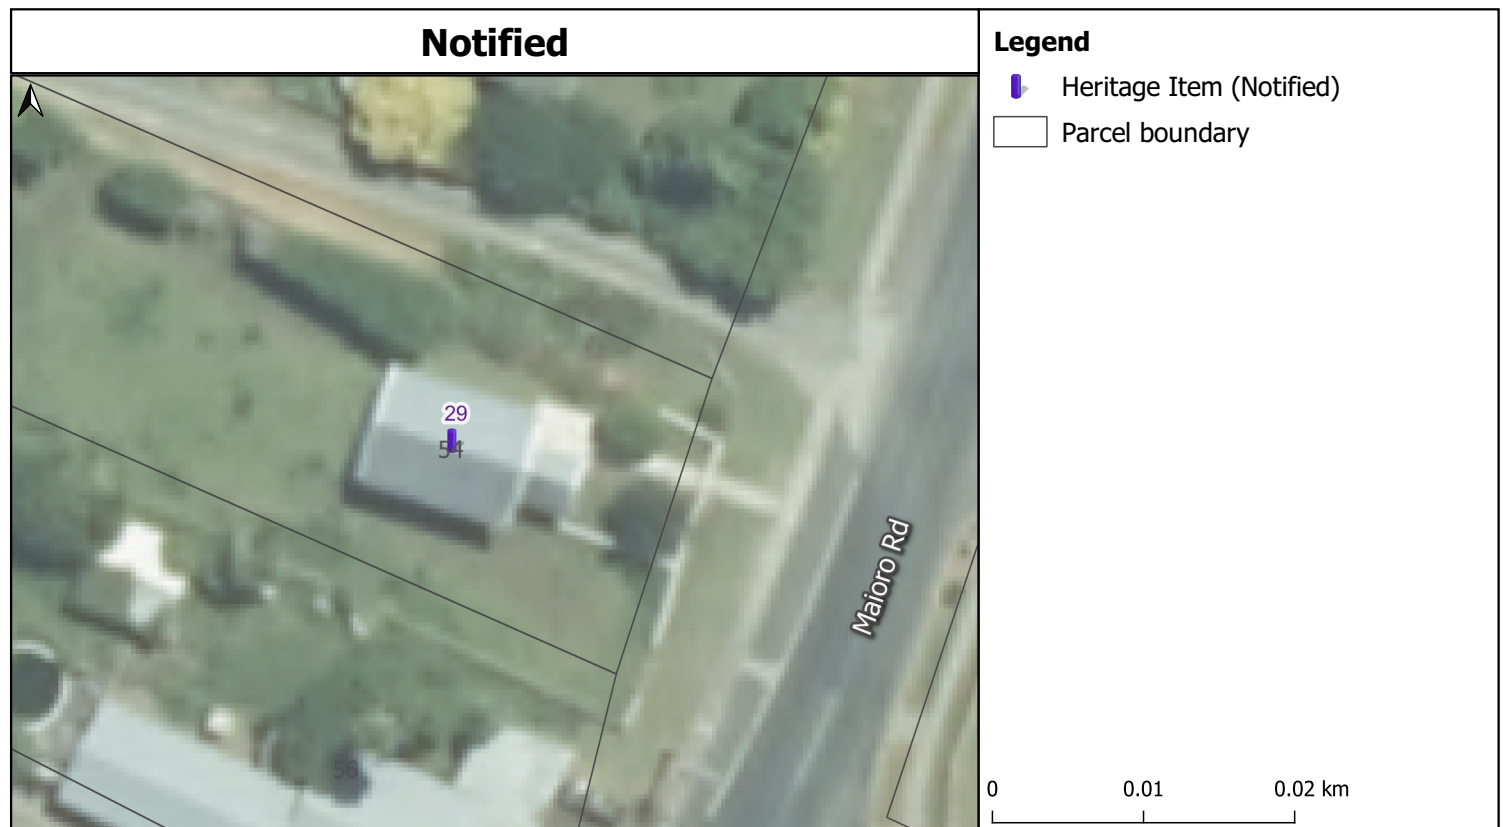 Notified
Legend
Heritage Item (Notified)
Parcel boundary
29
54
Maioro Rd
56
0 0.01 0.02 km